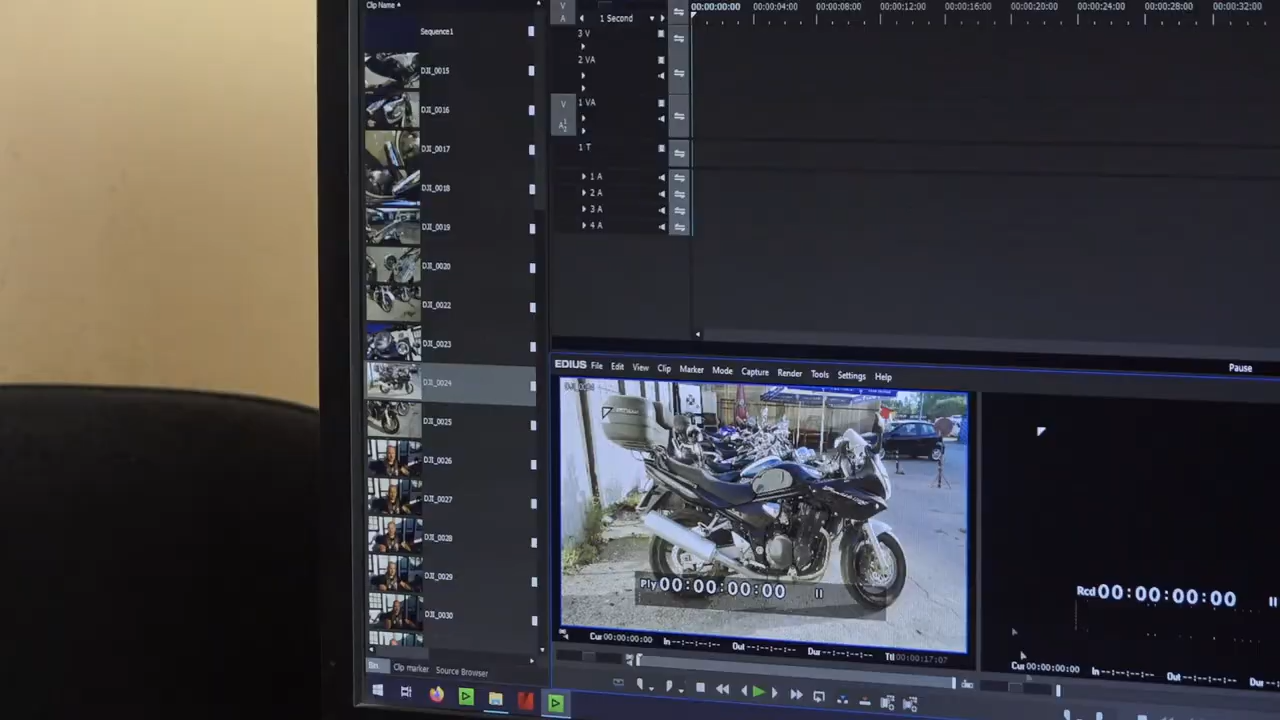 Clip Name
Sequence1
DJI_0015
DJI_0016
DJI_0017
DJI_0018
DJI_0019
DJI_0020
DJI_0022
DJI_0023
DJI_0024
DJI_0025
DJI_0026
DJI_0027
DJI_0028
DJI_0029
DJI_0030
Bin
Clip marker
Source Browser
V
A
1 Second
3 V
2 VA
V
1 VA
A
1 T
1 A
2 A
3 A
4 A
00:00:00:00
00:00:04:00
00:00:08:00
00:00:12:00
00:00:16:00
00:00:20:00
00:00:24:00
00:00:28:00
00:00:32:00
EDIUS File Edit View Clip Marker Mode Capture Render Tools Settings Help
Pause
Ply 00:00:00:00
Rcd 00:00:00:00
Cur 00:00:00:00 In --:--:--:-- Out --:--:--:-- Dur --:--:--:-- Ttl 00:00:17:07
Cur 00:00:00:00 In --:--:--:-- Out --:--:--:-- Dur